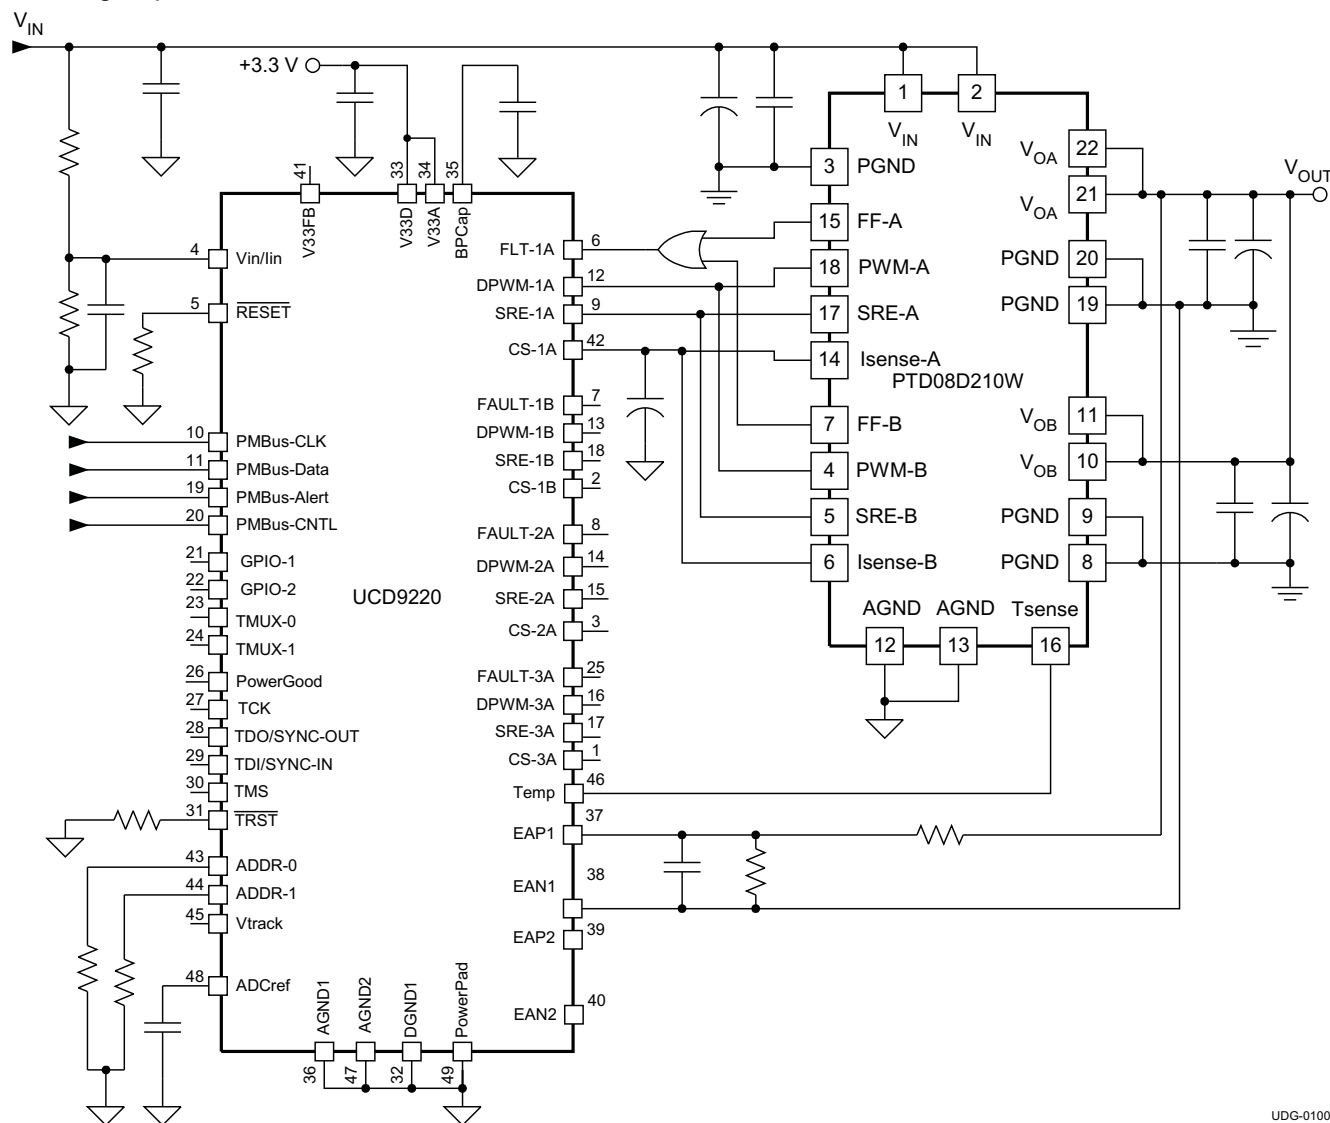 VIN
+3.3 V
41
33
34
35
V33FB
V33D
V33A
BPCap
1
2
VIN
VIN
3
PGND
VOA
22
VOA
21
VOUT
15
FF-A
18
PWM-A
17
SRE-A
14
Isense-A
PTD08D210W
PGND
20
PGND
19
7
FF-B
4
PWM-B
5
SRE-B
6
Isense-B
VOB
11
VOB
10
PGND
9
PGND
8
AGND
AGND
Tsense
12
13
16
4
Vin/Iin
5
RESET
10
PMBus-CLK
11
PMBus-Data
19
PMBus-Alert
20
PMBus-CNTL
21
GPIO-1
22
GPIO-2
23
TMUX-0
24
TMUX-1
26
PowerGood
27
TCK
28
TDO/SYNC-OUT
29
TDI/SYNC-IN
30
TMS
31
TRST
43
ADDR-0
44
ADDR-1
45
Vtrack
48
ADCref
UCD9220
FLT-1A
6
DPWM-1A
12
SRE-1A
9
CS-1A
42
FAULT-1B
7
DPWM-1B
13
SRE-1B
18
CS-1B
2
FAULT-2A
8
DPWM-2A
14
SRE-2A
15
CS-2A
3
FAULT-3A
25
DPWM-3A
16
SRE-3A
17
CS-3A
1
Temp
46
EAP1
37
EAN1
38
EAP2
39
EAN2
40
AGND1
AGND2
DGND1
PowerPad
36
47
32
49
UDG-0100